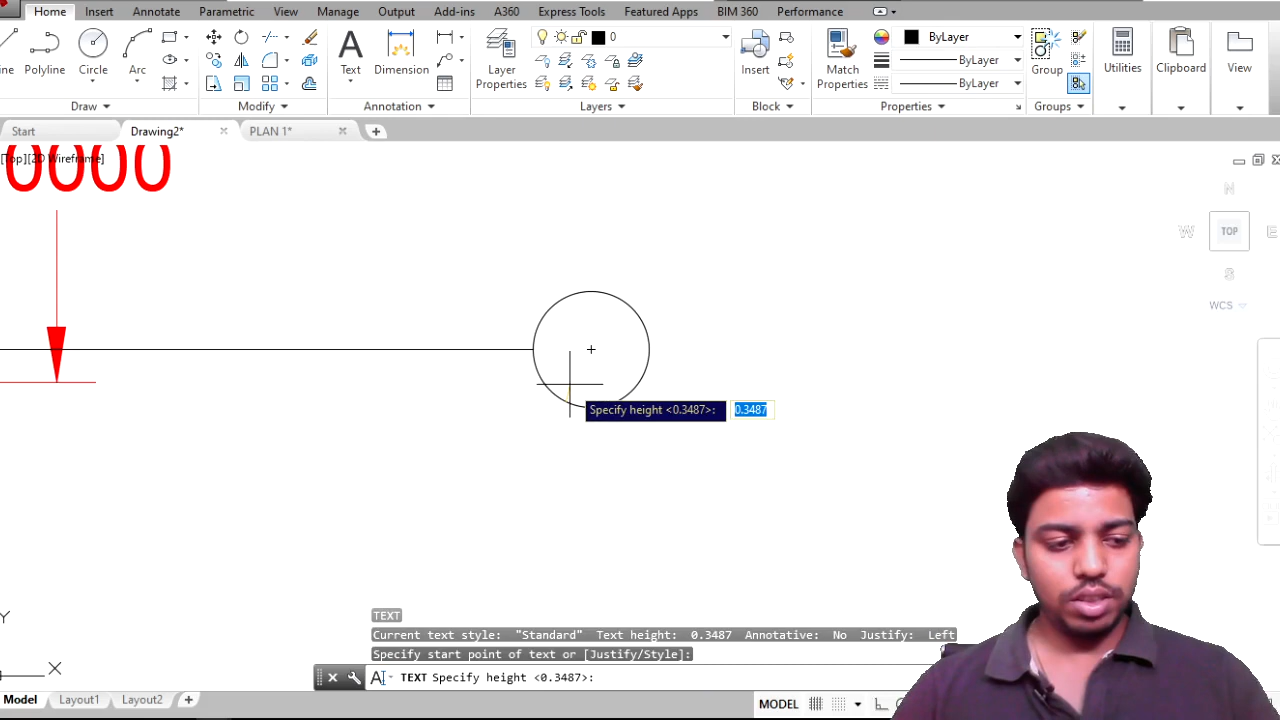 Home Insert Annotate Parametric View Manage Output Add-ins A360 Express Tools Featured Apps BIM 360 Performance
0 ByLayer
Polyline Circle Arc Text Dimension Layer Properties Insert Match Properties ByLayer ByLayer Group Utilities Clipboard View
Draw Modify Annotation Layers Block Properties Groups
Start Drawing2* PLAN 1*
[Top][2D Wireframe]
0000
N
W TOP E
S
WCS
Specify height <0.3487>: 0.3487
TEXT
Current text style: "Standard" Text height: 0.3487 Annotative: No Justify: Left
Specify start point of text or [Justify/Style]:
TEXT Specify height <0.3487>:
Y
X
Model Layout1 Layout2
MODEL